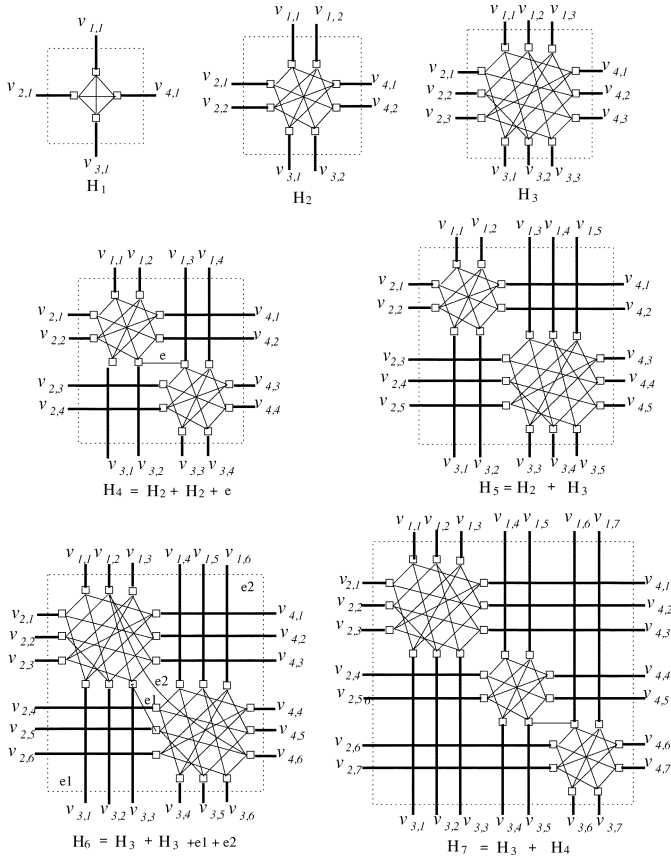 v1,1 v1,2 v1,1 v1,2 v1,3
v1,1
v2,1 v4,1 v2,1 v4,1 v2,1 v4,1
v2,2 v4,2 v2,2 v4,2
v2,3 v4,3
v3,1 v3,1 v3,2 v3,1 v3,2 v3,3
H1 H2 H3
v1,1 v1,2 v1,3 v1,4 v1,1 v1,2 v1,3 v1,4 v1,5
v2,1 v4,1 v2,1 v4,1
v2,2 e v4,2 v2,2 v4,2
v2,3 v4,3 v2,3 v4,3
v2,4 v4,4 v2,4 v4,4
v2,5 v4,5
v3,1 v3,2 v3,3 v3,4 v3,1 v3,2 v3,3 v3,4 v3,5
H4 = H2 + H2 + e H5 = H2 + H3
v1,1 v1,2 v1,3 v1,4 v1,5 v1,6 v1,1 v1,2 v1,3 v1,4 v1,5 v1,6 v1,7
e2
v2,1 v4,1 v2,1 v4,1
v2,2 v4,2 v2,2 v4,2
v2,3 v4,3 v2,3 v4,3
e2
e1
v2,4 v4,4 v2,4 v4,4
v2,5 v4,5 v2,5 v4,5
v2,6 v4,6 v2,6 v4,6
e1 v2,7 v4,7
v3,1 v3,2 v3,3 v3,4 v3,5 v3,6 v3,1 v3,2 v3,3 v3,4 v3,5 v3,6 v3,7
H6 = H3 + H3 +e1 + e2 H7 = H3 + H4